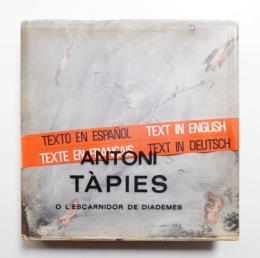 TEXTO EN ESPAÑOL
TEXT IN ENGLISH
TEXTE EN FRANÇAIS
TEXT IN DEUTSCH
ANTONI
TÀPIES
O L'ESCARNIDOR DE DIADEMES